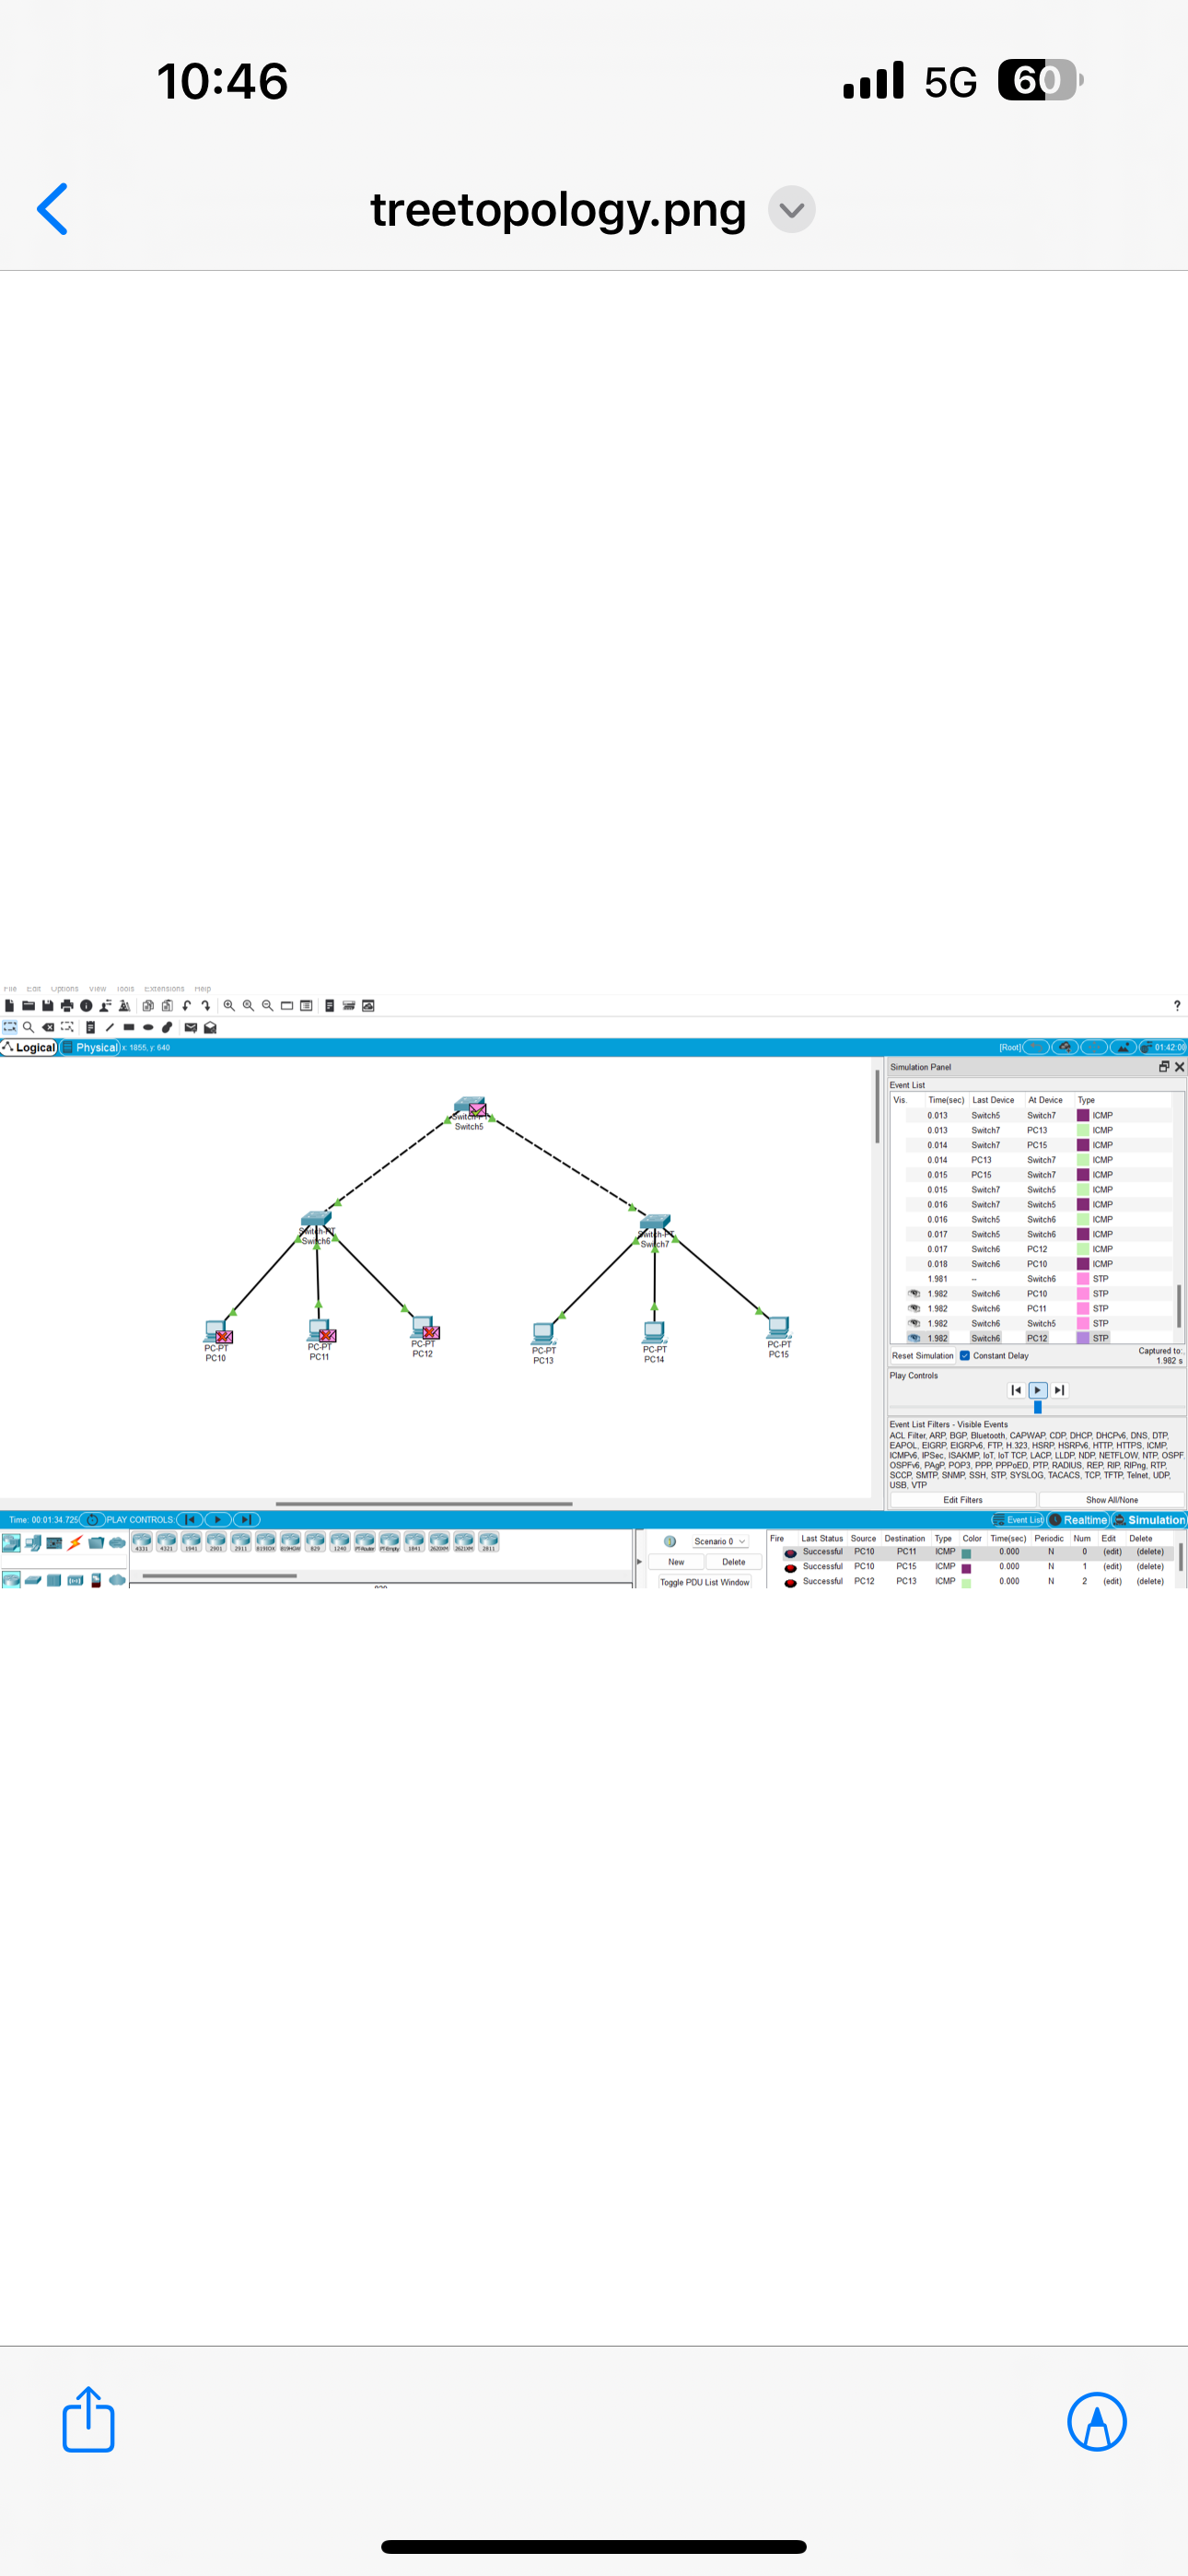 10:46
5G 60
treetopology.png
File Edit Options View Tools Extensions Help
?
Logical Physical x: 1855, y: 640
[Root] 01:42:00
Simulation Panel
Event List
Vis. Time(sec) Last Device At Device Type
0.013 Switch5 Switch7 ICMP
0.013 Switch7 PC13 ICMP
0.014 Switch7 PC15 ICMP
0.014 PC13 Switch7 ICMP
0.015 PC15 Switch7 ICMP
0.015 Switch7 Switch5 ICMP
0.016 Switch7 Switch5 ICMP
0.016 Switch5 Switch6 ICMP
0.017 Switch5 Switch6 ICMP
0.017 Switch6 PC12 ICMP
0.018 Switch6 PC10 ICMP
1.981 -- Switch6 STP
1.982 Switch6 PC10 STP
1.982 Switch6 PC11 STP
1.982 Switch6 Switch5 STP
1.982 Switch6 PC12 STP
Reset Simulation Constant Delay Captured to:
1.982 s
Play Controls
Event List Filters - Visible Events
ACL Filter, ARP, BGP, Bluetooth, CAPWAP, CDP, DHCP, DHCPv6, DNS, DTP,
EAPOL, EIGRP, EIGRPv6, FTP, H.323, HSRP, HSRPv6, HTTP, HTTPS, ICMP,
ICMPv6, IPSec, ISAKMP, IoT, IoT TCP, LACP, LLDP, NDP, NETFLOW, NTP, OSPF,
OSPFv6, PAgP, POP3, PPP, PPPoED, PTP, RADIUS, REP, RIP, RIPng, RTP,
SCCP, SMTP, SNMP, SSH, STP, SYSLOG, TACACS, TCP, TFTP, Telnet, UDP,
USB, VTP
Edit Filters Show All/None
Switch-PT
Switch5
Switch-PT
Switch6
Switch-PT
Switch7
PC-PT
PC10
PC-PT
PC11
PC-PT
PC12
PC-PT
PC13
PC-PT
PC14
PC-PT
PC15
Time: 00:01:34.725 PLAY CONTROLS:
Event List Realtime Simulation
4331 4321 1941 2901 2911 819IOX 819HGW 829 1240 PT-Router PT-Empty 1841 2620XM 2621XM 2811
829
Scenario 0
New Delete
Toggle PDU List Window
Fire Last Status Source Destination Type Color Time(sec) Periodic Num Edit Delete
Successful PC10 PC11 ICMP 0.000 N 0 (edit) (delete)
Successful PC10 PC15 ICMP 0.000 N 1 (edit) (delete)
Successful PC12 PC13 ICMP 0.000 N 2 (edit) (delete)